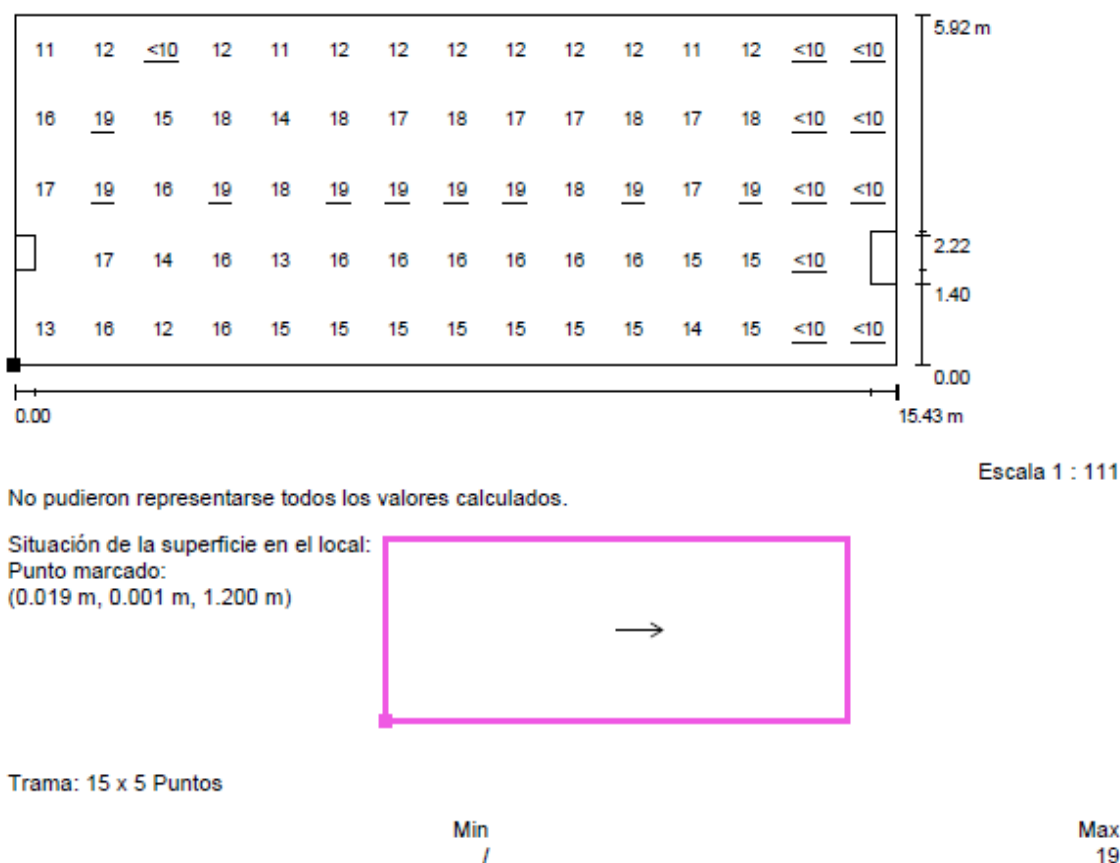 11 12 <10 12 11 12 12 12 12 12 12 11 12 <10 <10
5.92 m
16 19 15 18 14 18 17 18 17 17 18 17 18 <10 <10
17 19 16 19 18 19 19 19 19 18 19 17 19 <10 <10
17 14 16 13 16 16 16 16 16 16 15 15 <10
2.22
1.40
13 16 12 16 15 15 15 15 15 15 15 14 15 <10 <10
0.00
0.00
15.43 m
Escala 1 : 111
No pudieron representarse todos los valores calculados.
Situación de la superficie en el local:
Punto marcado:
(0.019 m, 0.001 m, 1.200 m)
Trama: 15 x 5 Puntos
Min Max
/ 19